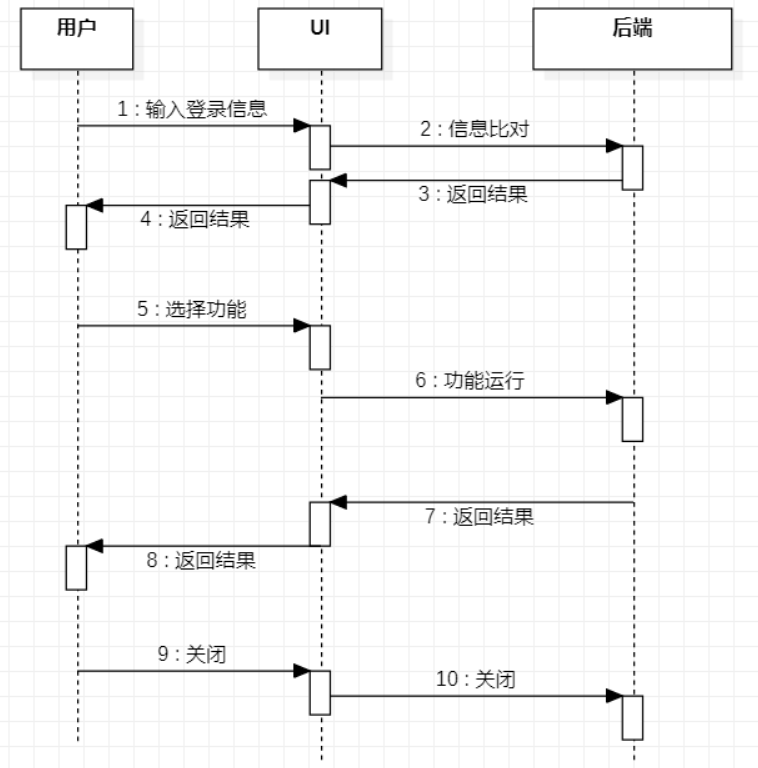 用户
UI
后端
1 : 输入登录信息
2 : 信息比对
3 : 返回结果
4 : 返回结果
5 : 选择功能
6 : 功能运行
7 : 返回结果
8 : 返回结果
9 : 关闭
10 : 关闭